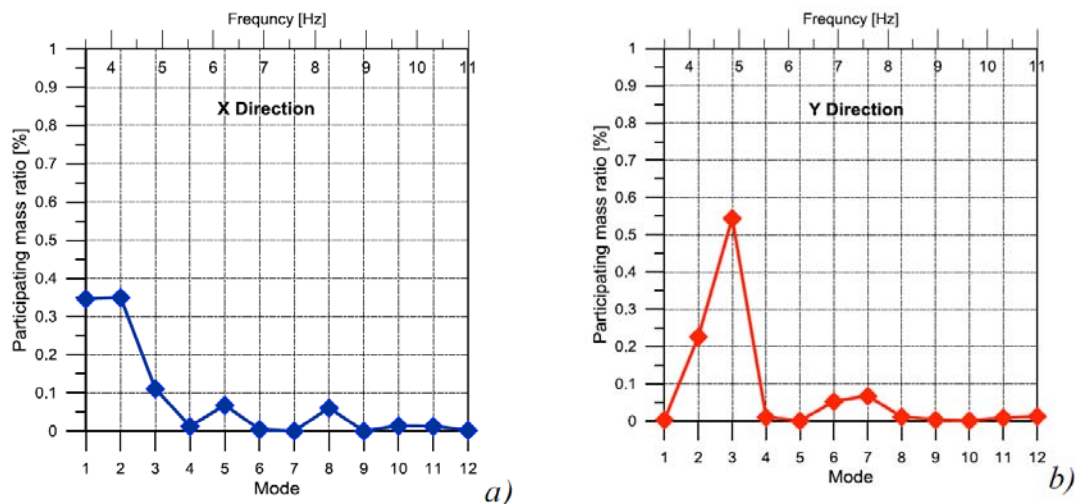 Frequncy [Hz]
4 5 6 7 8 9 10 11
X Direction
Participating mass ratio [%]
1
0.9
0.8
0.7
0.6
0.5
0.4
0.3
0.2
0.1
0
1 2 3 4 5 6 7 8 9 10 11 12
Mode
a)
Frequncy [Hz]
4 5 6 7 8 9 10 11
Y Direction
Participating mass ratio [%]
1
0.9
0.8
0.7
0.6
0.5
0.4
0.3
0.2
0.1
0
1 2 3 4 5 6 7 8 9 10 11 12
Mode
b)